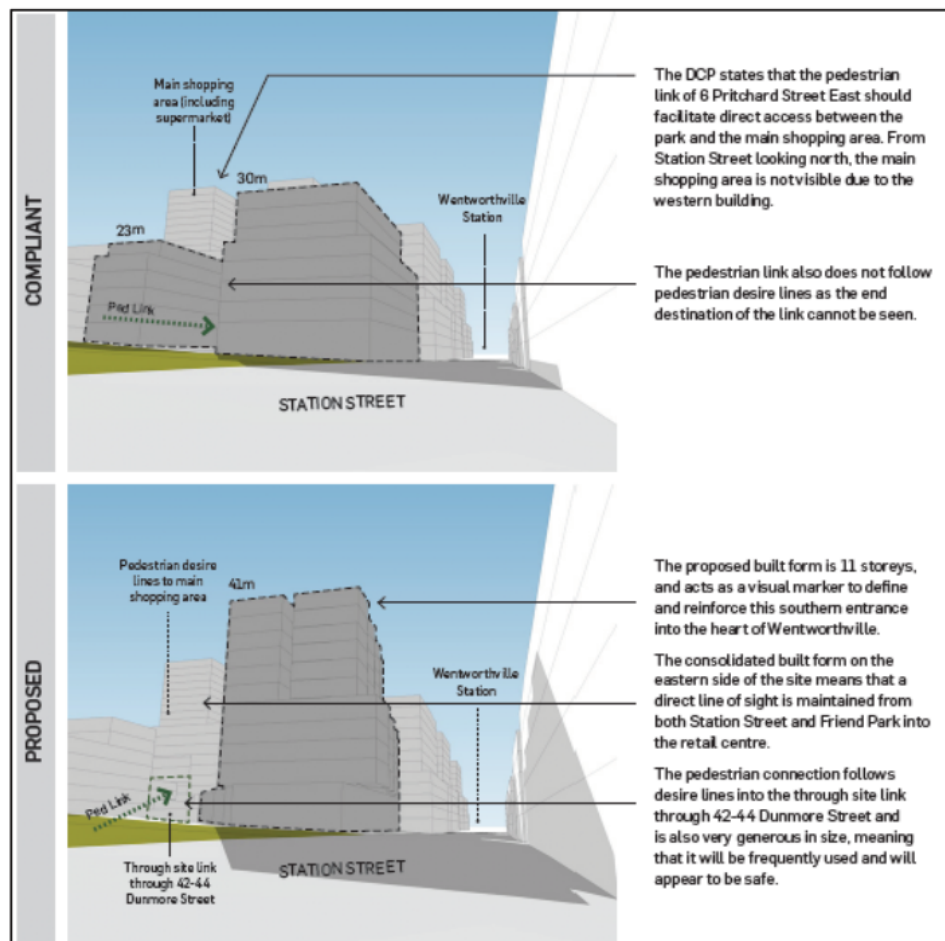 COMPLIANT
Main shopping
area (including
supermarket)
30m
23m
Wentworthville
Station
Ped Link
STATION STREET
The DCP states that the pedestrian
link of 6 Pritchard Street East should
facilitate direct access between the
park and the main shopping area. From
Station Street looking north, the main
shopping area is not visible due to the
western building.
The pedestrian link also does not follow
pedestrian desire lines as the end
destination of the link cannot be seen.
PROPOSED
Pedestrian desire
lines to main
shopping area
41m
Wentworthville
Station
Ped Link
Through site link
through 42-44
Dunmore Street
STATION STREET
The proposed built form is 11 storeys,
and acts as a visual marker to define
and reinforce this southern entrance
into the heart of Wentworthville.
The consolidated built form on the
eastern side of the site means that a
direct line of sight is maintained from
both Station Street and Friend Park into
the retail centre.
The pedestrian connection follows
desire lines into the through site link
through 42-44 Dunmore Street and
is also very generous in size, meaning
that it will be frequently used and will
appear to be safe.